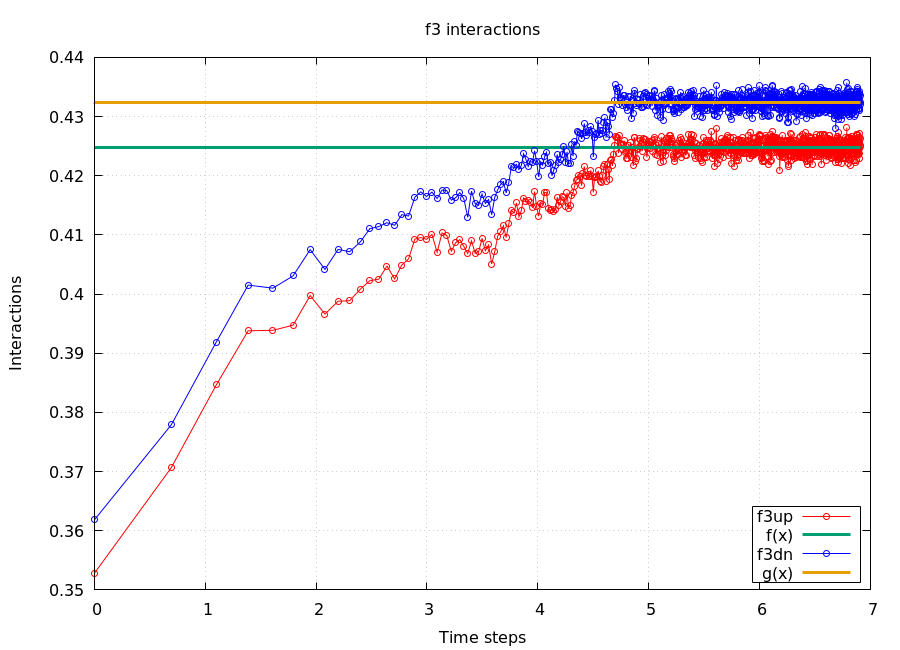 f3 interactions
0.44
0.43
0.42
0.41
0.4
0.39
0.38
0.37
0.36
0.35
Interactions
f3up
f(x)
f3dn
g(x)
0 1 2 3 4 5 6 7
Time steps